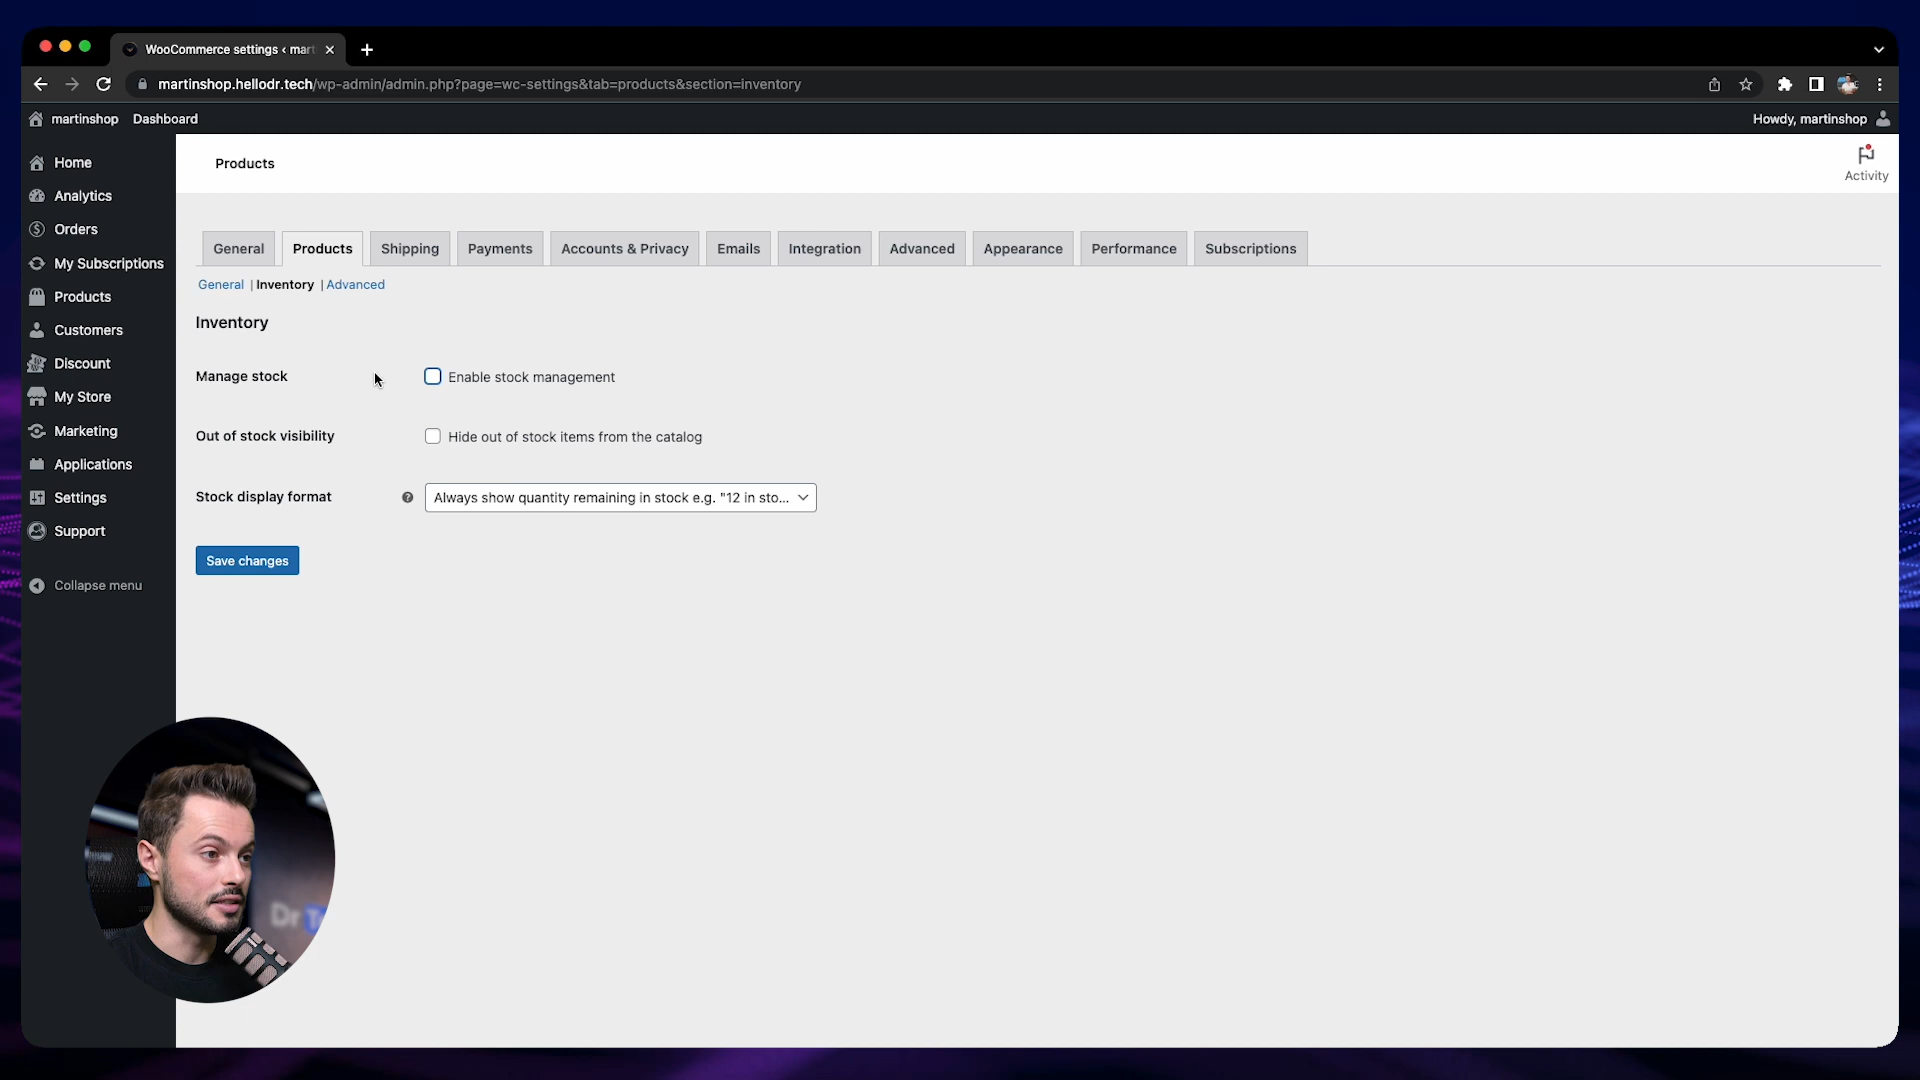 WooCommerce settings ‹ mart
martinshop.hellodr.tech/wp-admin/admin.php?page=wc-settings&tab=products&section=inventory
martinshop Dashboard Howdy, martinshop
Home
Analytics
Orders
My Subscriptions
Products
Customers
Discount
My Store
Marketing
Applications
Settings
Support
Collapse menu
Products
Activity
General Products Shipping Payments Accounts & Privacy Emails Integration Advanced Appearance Performance Subscriptions
General | Inventory | Advanced
Inventory
Manage stock Enable stock management
Out of stock visibility Hide out of stock items from the catalog
Stock display format Always show quantity remaining in stock e.g. "12 in sto...
Save changes
Dr